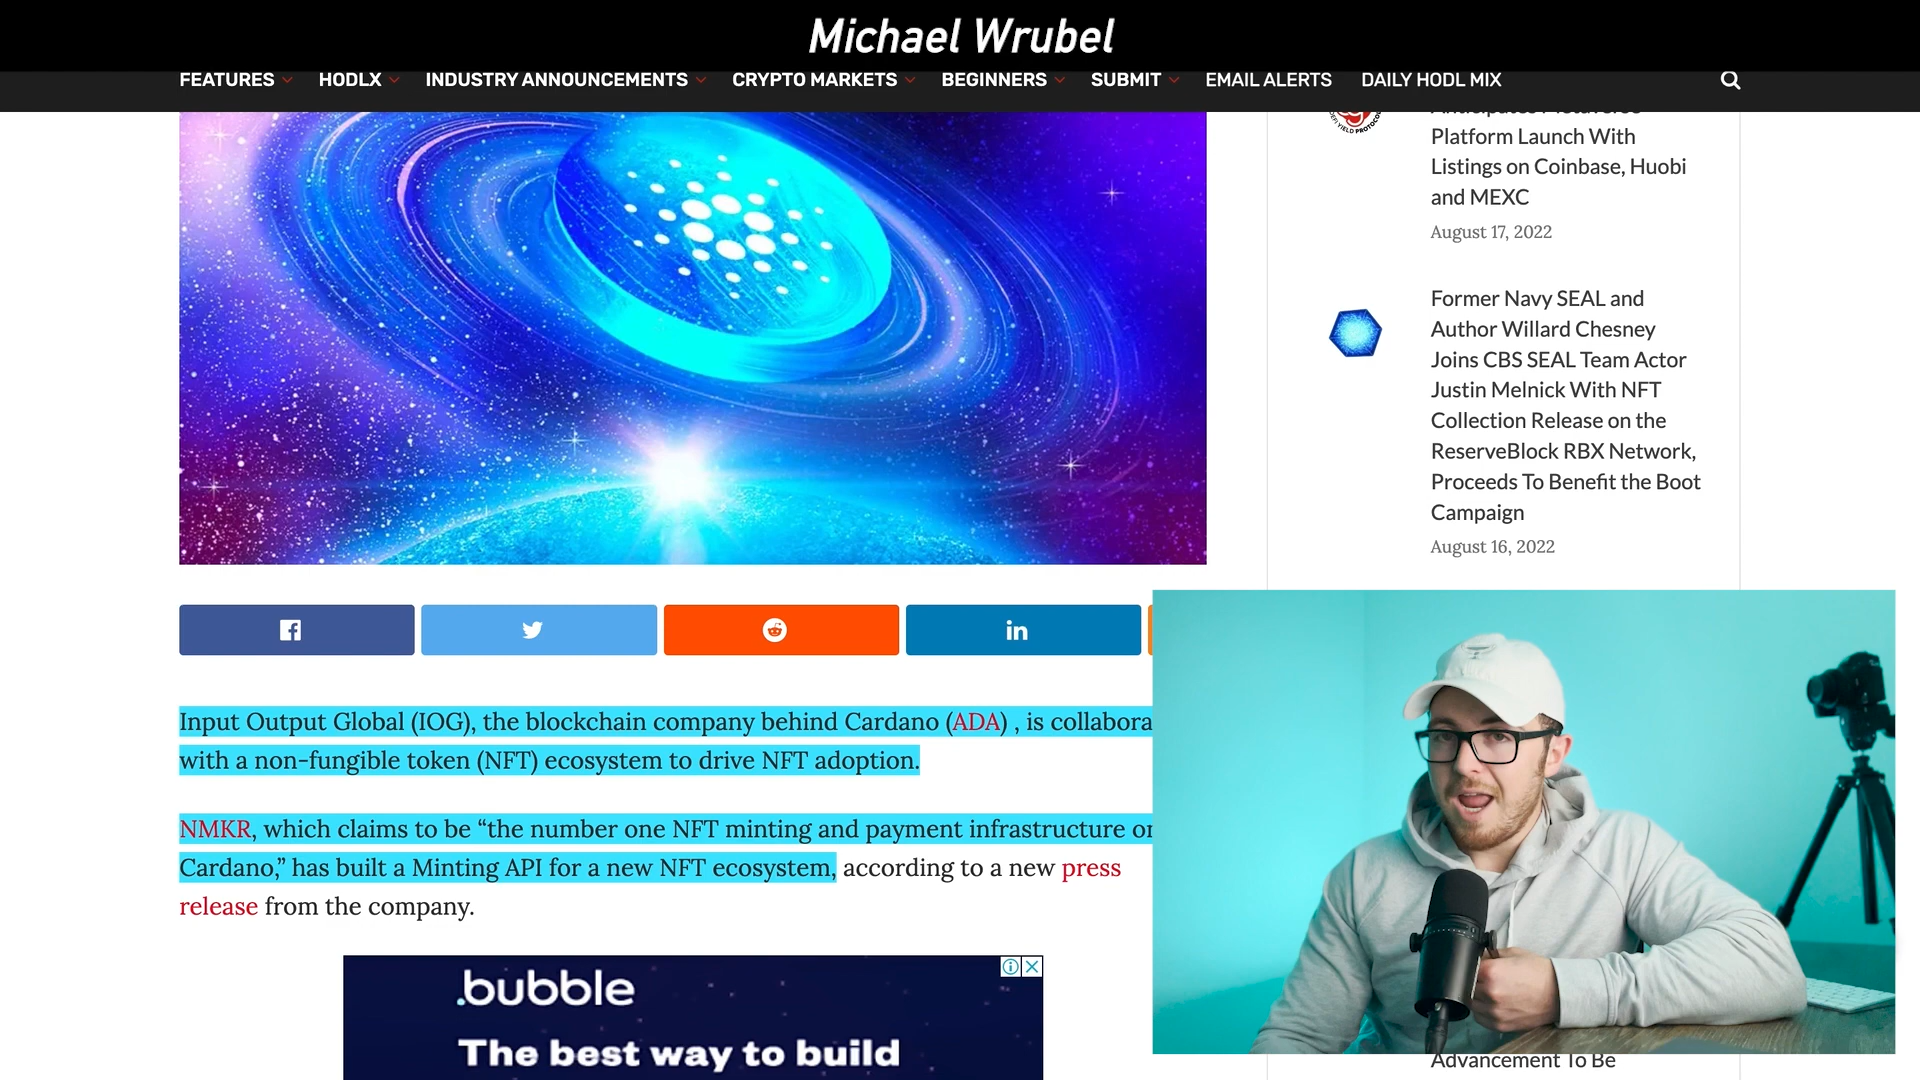 Michael Wrubel
FEATURES HODLX INDUSTRY ANNOUNCEMENTS CRYPTO MARKETS BEGINNERS SUBMIT EMAIL ALERTS DAILY HODL MIX
Platform Launch With
Listings on Coinbase, Huobi
and MEXC
August 17, 2022
Former Navy SEAL and
Author Willard Chesney
Joins CBS SEAL Team Actor
Justin Melnick With NFT
Collection Release on the
ReserveBlock RBX Network,
Proceeds To Benefit the Boot
Campaign
August 16, 2022
in
Input Output Global (IOG), the blockchain company behind Cardano (ADA) , is collabora
with a non-fungible token (NFT) ecosystem to drive NFT adoption.
NMKR, which claims to be “the number one NFT minting and payment infrastructure on
Cardano,” has built a Minting API for a new NFT ecosystem, according to a new press
release from the company.
.bubble
The best way to build
Advancement To Be